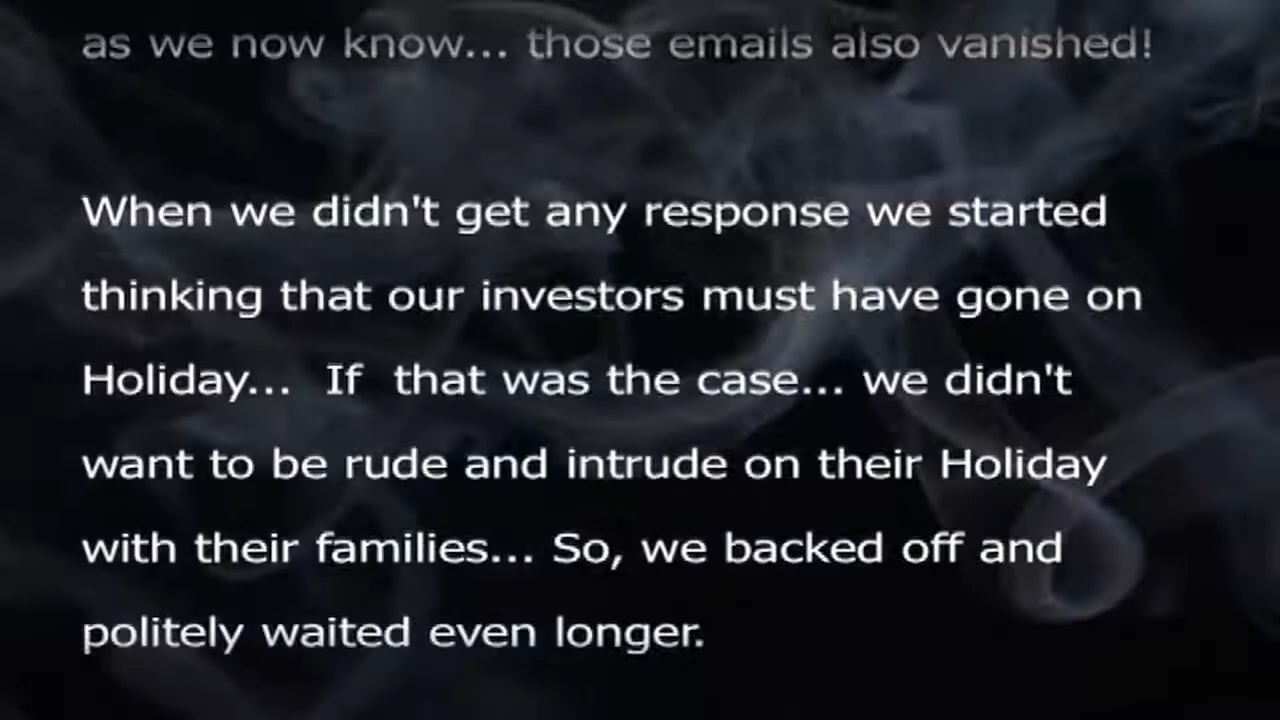 as we now know... those emails also vanished!
When we didn't get any response we started
thinking that our investors must have gone on
Holiday...  If  that was the case... we didn't
want to be rude and intrude on their Holiday
with their families... So, we backed off and
politely waited even longer.